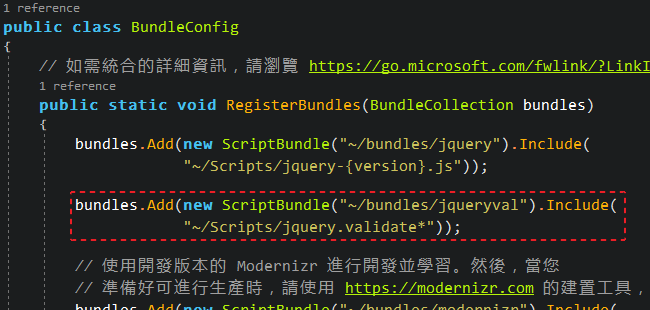 1 reference
public class BundleConfig
{
// 如需統合的詳細資訊，請瀏覽 https://go.microsoft.com/fwlink/?LinkI
1 reference
public static void RegisterBundles(BundleCollection bundles)
{
bundles.Add(new ScriptBundle("~/bundles/jquery").Include(
"~/Scripts/jquery-{version}.js"));
bundles.Add(new ScriptBundle("~/bundles/jqueryval").Include(
"~/Scripts/jquery.validate*"));
// 使用開發版本的 Modernizr 進行開發並學習。然後，當您
// 準備好可進行生產時，請使用 https://modernizr.com 的建置工具，
bundles.Add(new ScriptBundle("~/bundles/modernizr").Include(